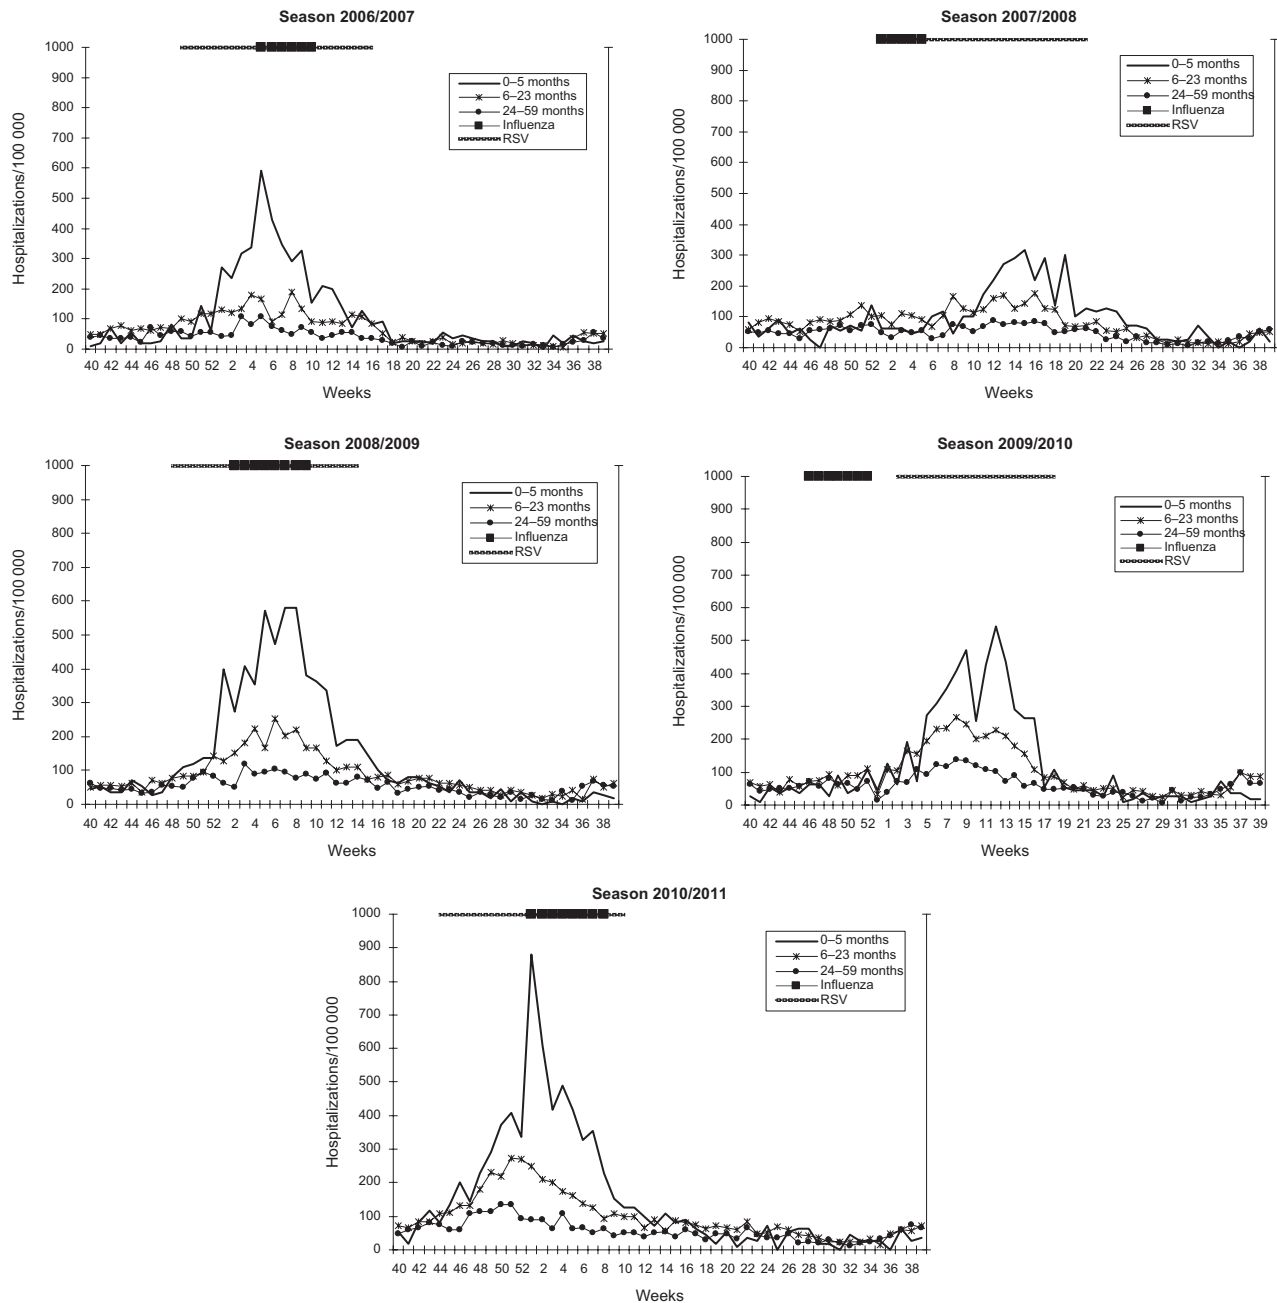 Season 2006/2007
1000
900
800
700
600
500
400
300
200
100
0
Hospitalizations/100 000
0–5 months
6–23 months
24–59 months
Influenza
RSV
40 42 44 46 48 50 52 2 4 6 8 10 12 14 16 18 20 22 24 26 28 30 32 34 36 38
Weeks
Season 2007/2008
1000
900
800
700
600
500
400
300
200
100
0
Hospitalizations/100 000
0–5 months
6–23 months
24–59 months
Influenza
RSV
40 42 44 46 48 50 52 2 4 6 8 10 12 14 16 18 20 22 24 26 28 30 32 34 36 38
Weeks
Season 2008/2009
1000
900
800
700
600
500
400
300
200
100
0
Hospitalizations/100 000
0–5 months
6–23 months
24–59 months
Influenza
RSV
40 42 44 46 48 50 52 2 4 6 8 10 12 14 16 18 20 22 24 26 28 30 32 34 36 38
Weeks
Season 2009/2010
1000
900
800
700
600
500
400
300
200
100
0
Hospitalizations/100 000
0–5 months
6–23 months
24–59 months
Influenza
RSV
40 42 44 46 48 50 52 1 3 5 7 9 11 13 15 17 19 21 23 25 27 29 31 33 35 37 39
Weeks
Season 2010/2011
1000
900
800
700
600
500
400
300
200
100
0
Hospitalizations/100 000
0–5 months
6–23 months
24–59 months
Influenza
RSV
40 42 44 46 48 50 52 2 4 6 8 10 12 14 16 18 20 22 24 26 28 30 32 34 36 38
Weeks